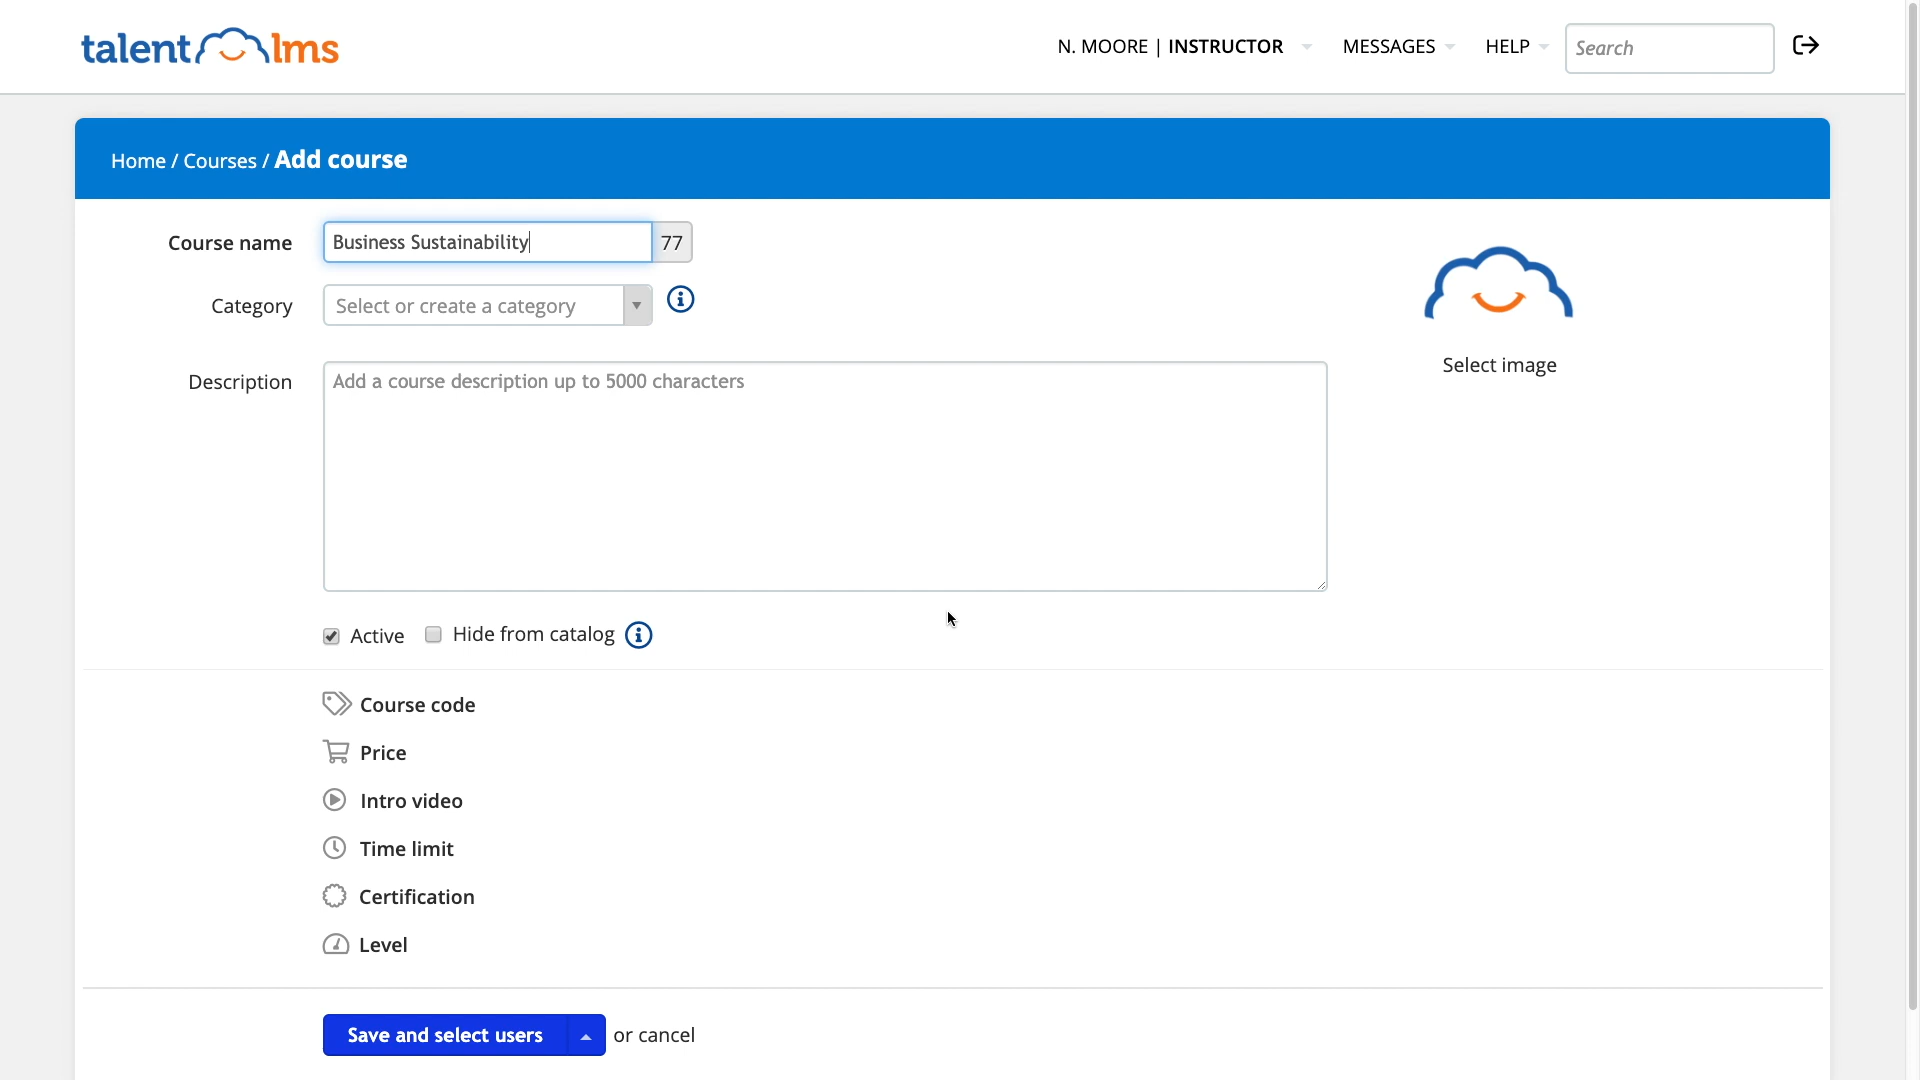 talentlms
N. MOORE | INSTRUCTOR MESSAGES HELP Search
Home / Courses / Add course
Course name Business Sustainability 77
Category Select or create a category
Select image
Description Add a course description up to 5000 characters
Active Hide from catalog
Course code
Price
Intro video
Time limit
Certification
Level
Save and select users or cancel